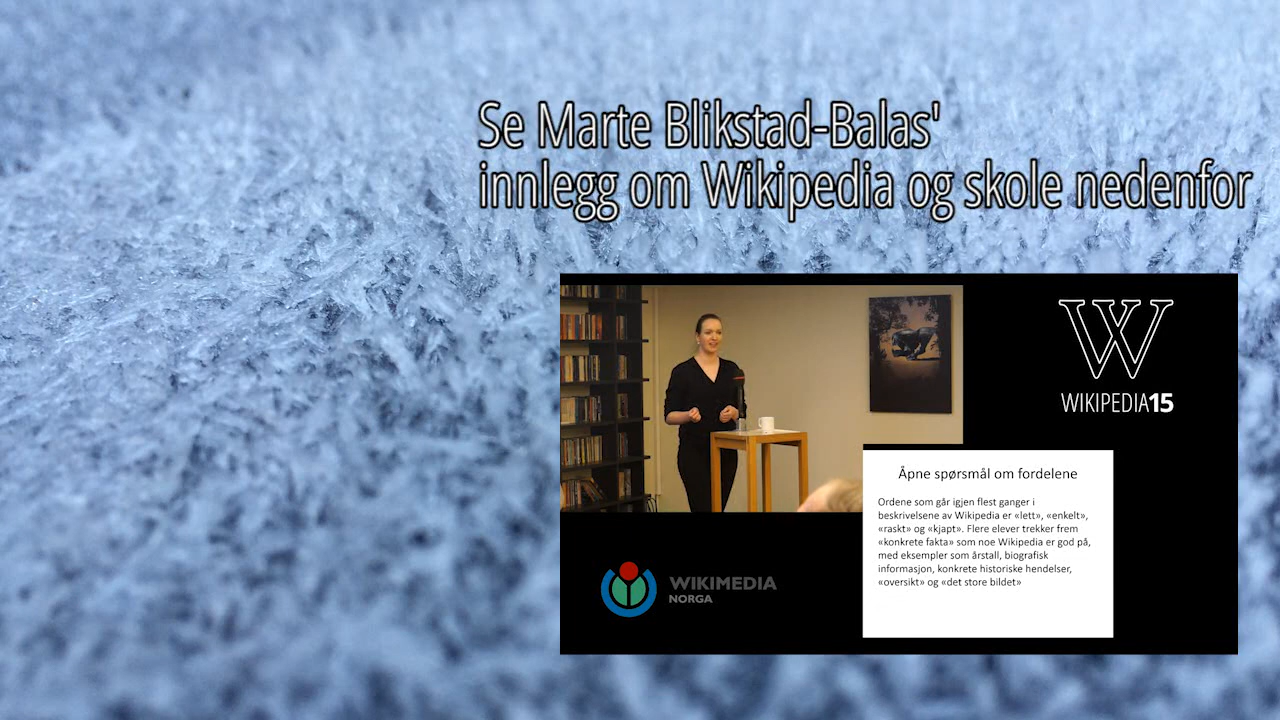 Se Marte Blikstad-Balas'
innlegg om Wikipedia og skole nedenfor
W
WIKIPEDIA15
Åpne spørsmål om fordelene
Ordene som går igjen flest ganger i
beskrivelsene av Wikipedia er «lett», «enkelt»,
«raskt» og «kjapt». Flere elever trekker frem
«konkrete fakta» som noe Wikipedia er god på,
med eksempler som årstall, biografisk
informasjon, konkrete historiske hendelser,
«oversikt» og «det store bildet»
WIKIMEDIA
NORGA